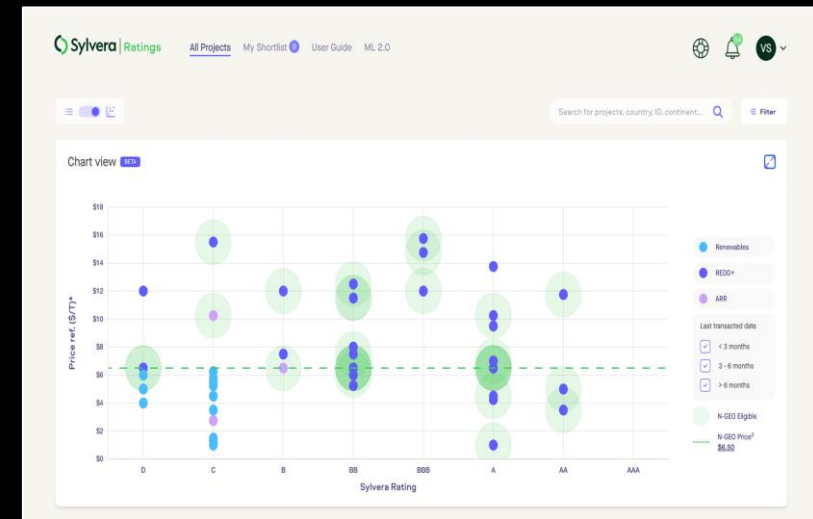 Sylvera | Ratings
All Projects My Shortlist 0 User Guide ML 2.0
VS
Search for projects, country, ID, continent...
Filter
Chart view BETA
$18
$16
$14
$12
$10
$8
$6
$4
$2
$0
Price ref. ($/T)*
D C B BB BBB A AA AAA
Sylvera Rating
Renewables
REDD+
ARR
Last transacted date
< 3 months
3 - 6 months
> 6 months
N-GEO Eligible
N-GEO Price²
$6.50